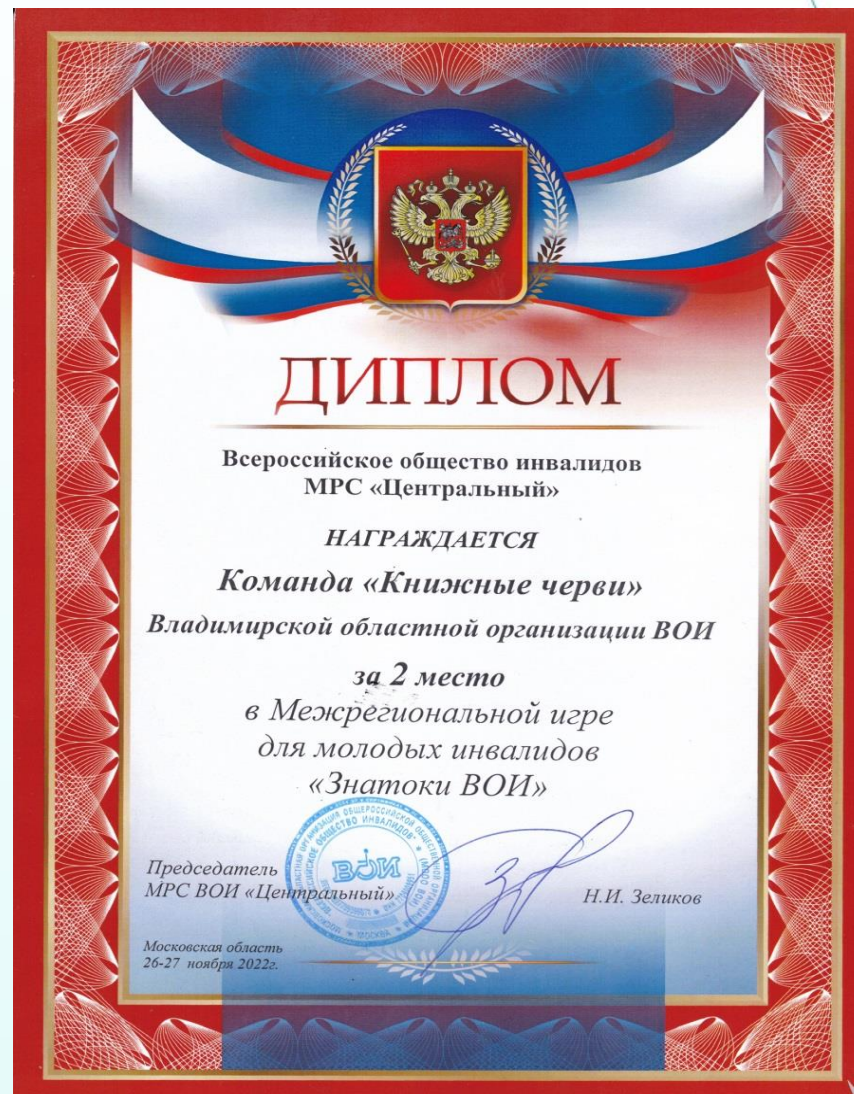 ДИПЛОМ
Всероссийское общество инвалидов
МРС «Центральный»
НАГРАЖДАЕТСЯ
Команда «Книжные черви»
Владимирской областной организации ВОИ
за 2 место
в Межрегиональной игре
для молодых инвалидов
«Знатоки ВОИ»
Председатель
МРС ВОИ «Центральный»
Н.И. Зеликов
ВОИ
МОСКВА
Московская область
26-27 ноября 2022г.